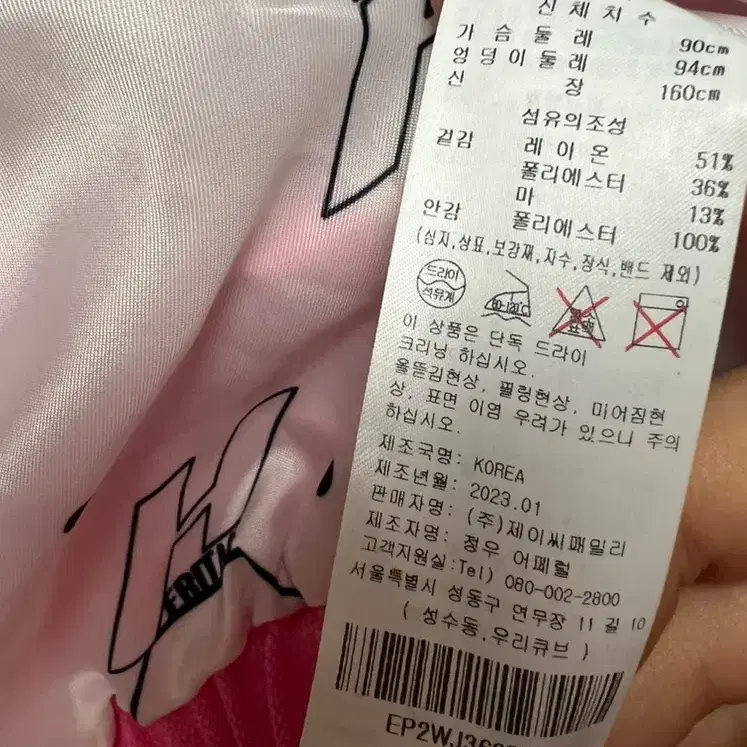 신체치수
가슴둘레 90cm
엉덩이둘레 94cm
신 장 160cm
섬유의조성
겉감 레이온 51%
폴리에스터 36%
마 13%
안감 폴리에스터 100%
(심지,상표,보강재,자수,장식,밴드 제외)
드라이
석유계
80-120℃
염소
표백
이 상품은 단독 드라이
크리닝 하십시오.
올뜯김현상, 필링현상, 미어짐현
상, 표면 이염 우려가 있으니 주의
하십시오.
제조국명: KOREA
제조년월: 2023.01
판매자명: (주)제이씨패밀리
제조자명: 정우 어페럴
고객지원실:Tel) 080-002-2800
서울특별시 성동구 연무장 11 길 10
( 성수동,우리큐브 )